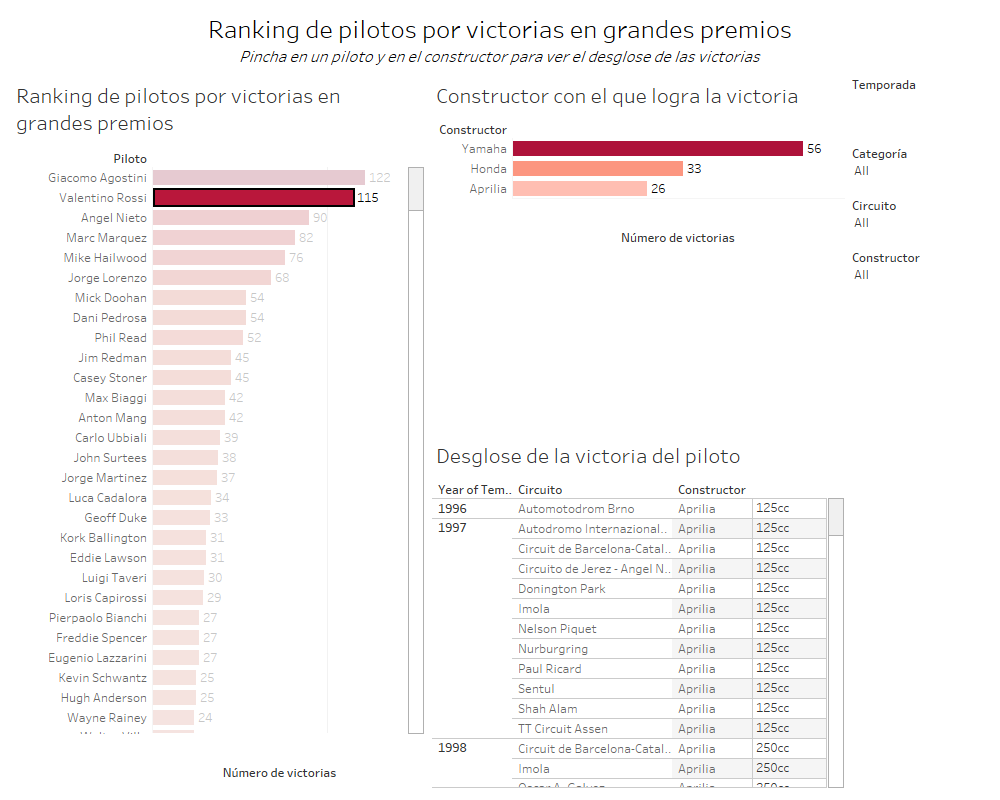 Ranking de pilotos por victorias en grandes premios
Pincha en un piloto y en el constructor para ver el desglose de las victorias
Ranking de pilotos por victorias en
grandes premios
Piloto
Giacomo Agostini 122
Valentino Rossi 115
Angel Nieto 90
Marc Marquez 82
Mike Hailwood 76
Jorge Lorenzo 68
Mick Doohan 54
Dani Pedrosa 54
Phil Read 52
Jim Redman 45
Casey Stoner 45
Max Biaggi 42
Anton Mang 42
Carlo Ubbiali 39
John Surtees 38
Jorge Martinez 37
Luca Cadalora 34
Geoff Duke 33
Kork Ballington 31
Eddie Lawson 31
Luigi Taveri 30
Loris Capirossi 29
Pierpaolo Bianchi 27
Freddie Spencer 27
Eugenio Lazzarini 27
Kevin Schwantz 25
Hugh Anderson 25
Wayne Rainey 24
Número de victorias
Constructor con el que logra la victoria
Constructor
Yamaha 56
Honda 33
Aprilia 26
Número de victorias
Temporada
Categoría
All
Circuito
All
Constructor
All
Desglose de la victoria del piloto
Year of Tem.. Circuito Constructor
1996 Automotodrom Brno Aprilia 125cc
1997 Autodromo Internazional.. Aprilia 125cc
Circuit de Barcelona-Catal.. Aprilia 125cc
Circuito de Jerez - Angel N.. Aprilia 125cc
Donington Park Aprilia 125cc
Imola Aprilia 125cc
Nelson Piquet Aprilia 125cc
Nurburgring Aprilia 125cc
Paul Ricard Aprilia 125cc
Sentul Aprilia 125cc
Shah Alam Aprilia 125cc
TT Circuit Assen Aprilia 125cc
1998 Circuit de Barcelona-Catal.. Aprilia 250cc
Imola Aprilia 250cc
Aprilia 250cc